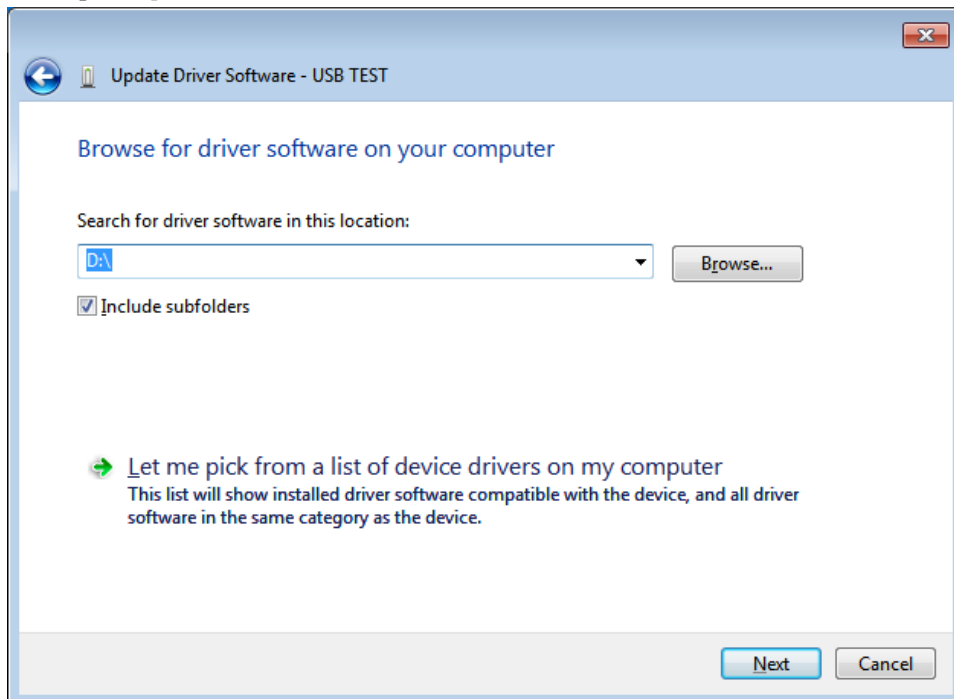 Update Driver Software - USB TEST
Browse for driver software on your computer
Search for driver software in this location:
D:\
Browse...
Include subfolders
Let me pick from a list of device drivers on my computer
This list will show installed driver software compatible with the device, and all driver
software in the same category as the device.
Next
Cancel